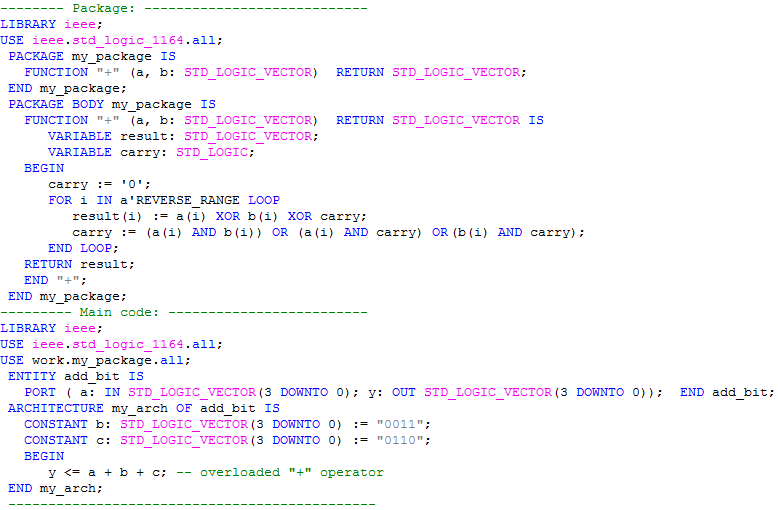 -------- Package: ----------------------------
LIBRARY ieee;
USE ieee.std_logic_1164.all;
 PACKAGE my_package IS
   FUNCTION "+" (a, b: STD_LOGIC_VECTOR)  RETURN STD_LOGIC_VECTOR;
 END my_package;
 PACKAGE BODY my_package IS
   FUNCTION "+" (a, b: STD_LOGIC_VECTOR)  RETURN STD_LOGIC_VECTOR IS
      VARIABLE result: STD_LOGIC_VECTOR;
      VARIABLE carry: STD_LOGIC;
   BEGIN
      carry := '0';
      FOR i IN a'REVERSE_RANGE LOOP
         result(i) := a(i) XOR b(i) XOR carry;
         carry := (a(i) AND b(i)) OR (a(i) AND carry) OR (b(i) AND carry);
      END LOOP;
   RETURN result;
   END "+";
 END my_package;
--------- Main code: -------------------------
LIBRARY ieee;
USE ieee.std_logic_1164.all;
USE work.my_package.all;
 ENTITY add_bit IS
   PORT ( a: IN STD_LOGIC_VECTOR(3 DOWNTO 0); y: OUT STD_LOGIC_VECTOR(3 DOWNTO 0));  END add_bit;
 ARCHITECTURE my_arch OF add_bit IS
   CONSTANT b: STD_LOGIC_VECTOR(3 DOWNTO 0) := "0011";
   CONSTANT c: STD_LOGIC_VECTOR(3 DOWNTO 0) := "0110";
   BEGIN
      y <= a + b + c; -- overloaded "+" operator
 END my_arch;
 ----------------------------------------------